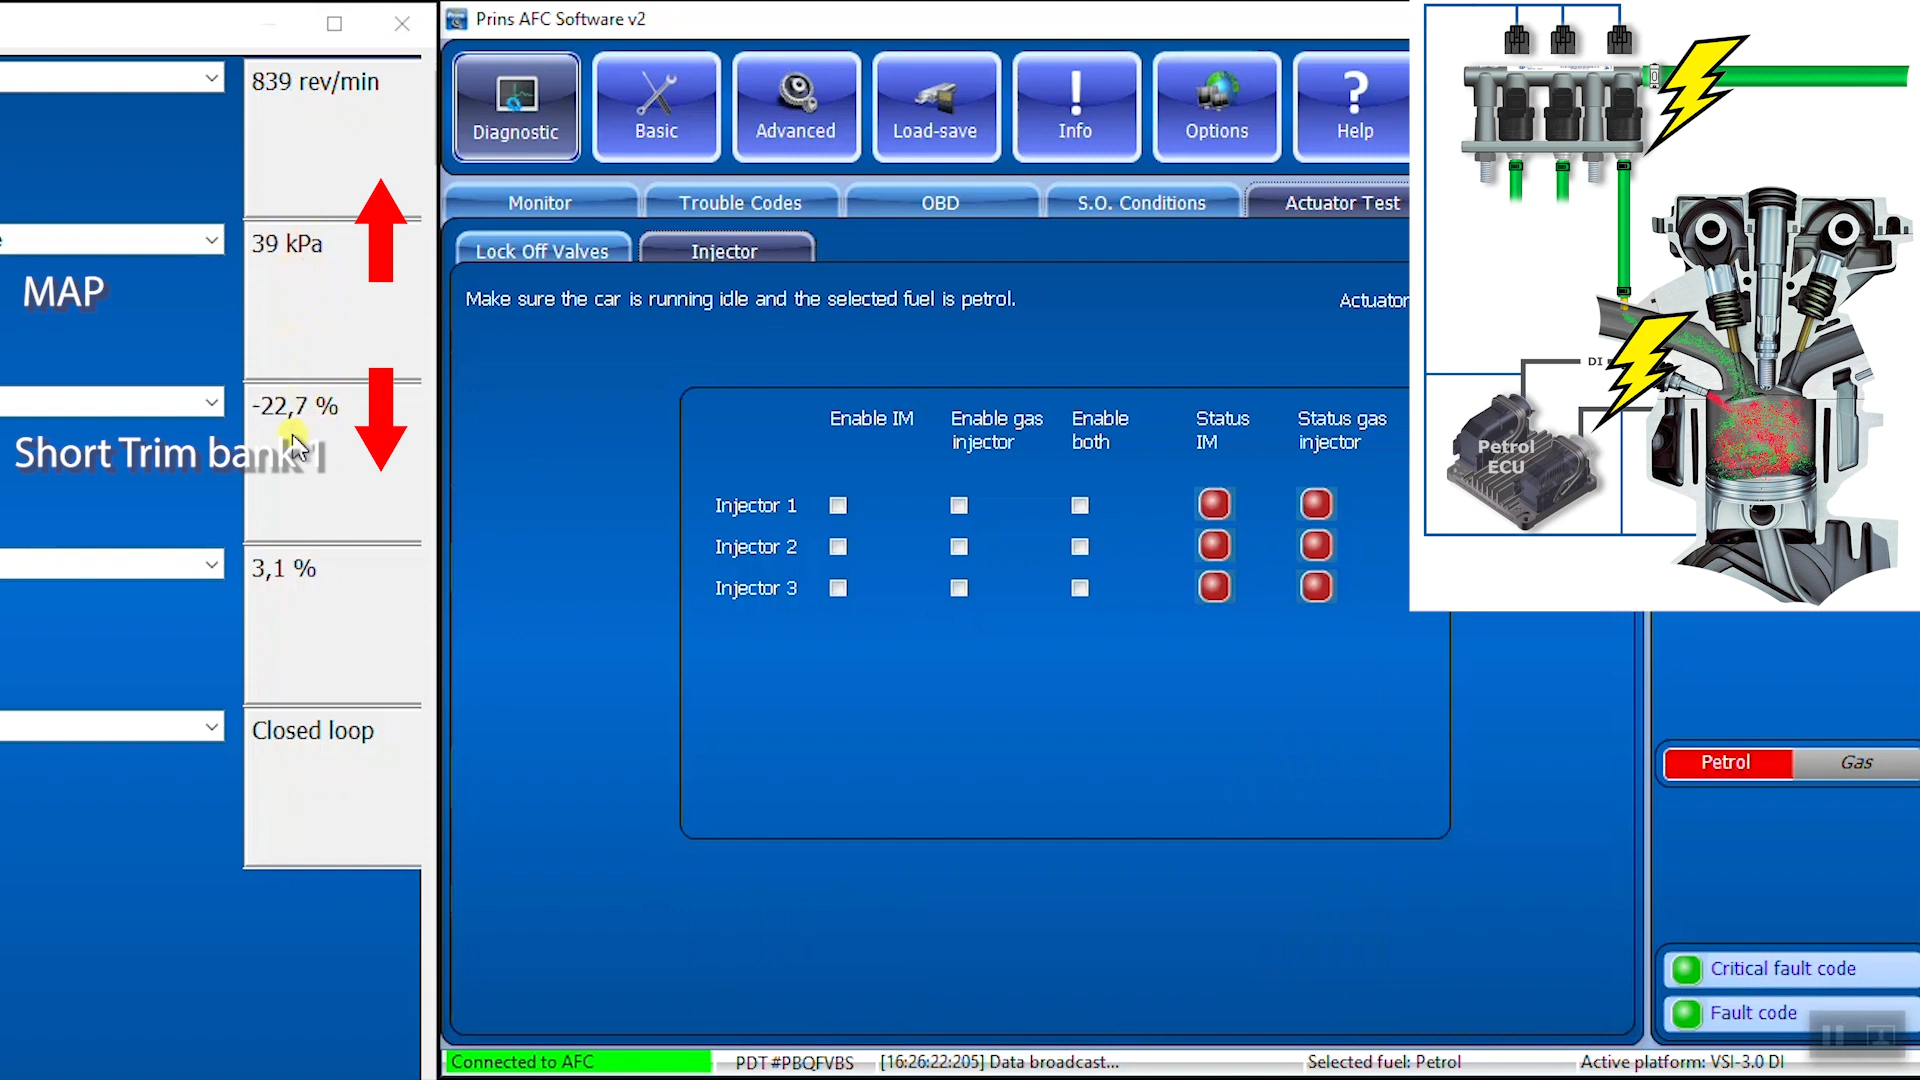 Prins AFC Software v2
839 rev/min
Diagnostic
Basic
Advanced
Load-save
Info
Options
Help
Monitor
Trouble Codes
OBD
S.O. Conditions
Actuator Test
39 kPa
MAP
Lock Off Valves
Injector
Make sure the car is running idle and the selected fuel is petrol.
Actuator
DI
-22,7 %
Short Trim bank 1
Enable IM
Enable gas injector
Enable both
Status IM
Status gas injector
Petrol
ECU
Injector 1
Injector 2
Injector 3
3,1 %
Closed loop
Petrol
Gas
Critical fault code
Fault code
Connected to AFC
PDT #PBQFVBS
[16:26:22:205] Data broadcast...
Selected fuel: Petrol
Active platform: VSI-3.0 DI